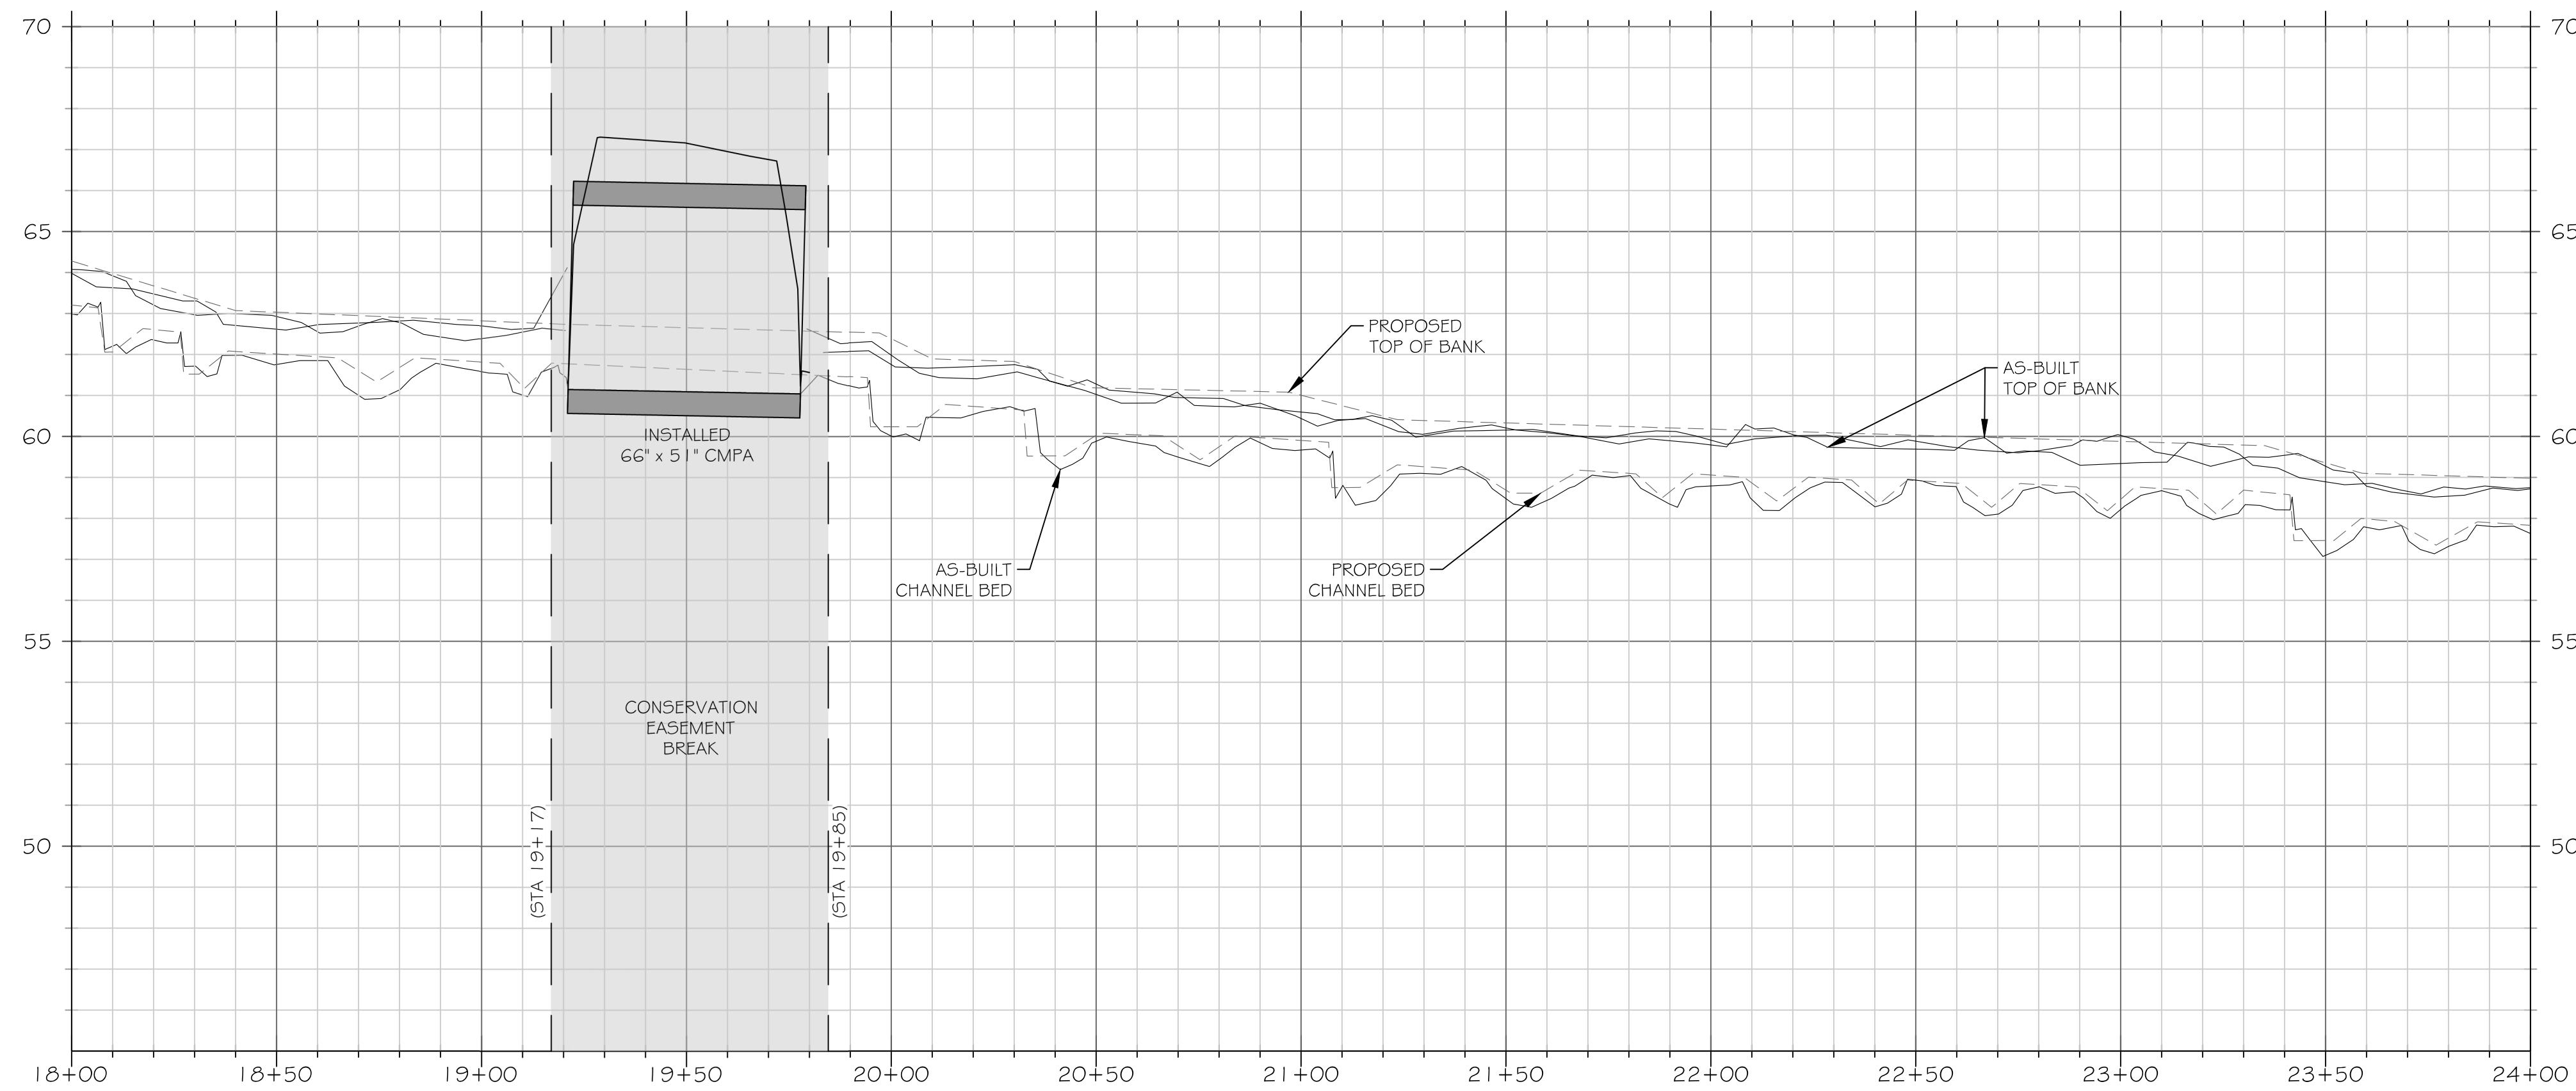 70
70
65
65
PROPOSED
TOP OF BANK
AS-BUILT
TOP OF BANK
60
60
INSTALLED
66" x 51" CMPA
AS-BUILT
CHANNEL BED
PROPOSED
CHANNEL BED
55
55
CONSERVATION
EASEMENT
BREAK
(STA 19+17)
(STA 19+85)
50
50
18+00
18+50
19+00
19+50
20+00
20+50
21+00
21+50
22+00
22+50
23+00
23+50
24+00